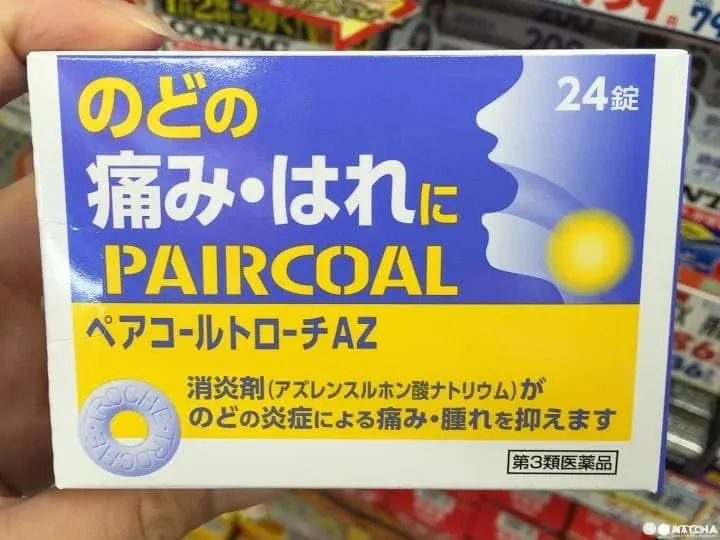 のどの
24錠
痛み・はれに
PAIRCOAL
ペアコールトローチAZ
消炎剤(アズレンスルホン酸ナトリウム)が
のどの炎症による痛み・腫れを抑えます
TROCHE・TROCHE・
第3類医薬品
CONTAC
MATCHA